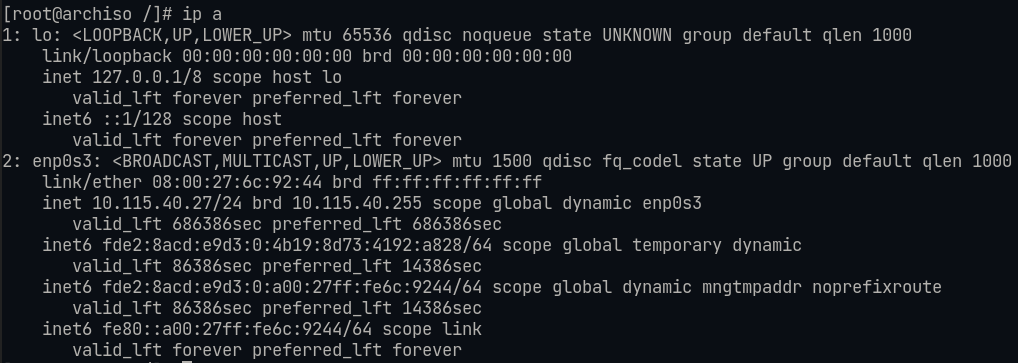 [root@archiso /]# ip a
1: lo: <LOOPBACK,UP,LOWER_UP> mtu 65536 qdisc noqueue state UNKNOWN group default qlen 1000
    link/loopback 00:00:00:00:00:00 brd 00:00:00:00:00:00
    inet 127.0.0.1/8 scope host lo
       valid_lft forever preferred_lft forever
    inet6 ::1/128 scope host
       valid_lft forever preferred_lft forever
2: enp0s3: <BROADCAST,MULTICAST,UP,LOWER_UP> mtu 1500 qdisc fq_codel state UP group default qlen 1000
    link/ether 08:00:27:6c:92:44 brd ff:ff:ff:ff:ff:ff
    inet 10.115.40.27/24 brd 10.115.40.255 scope global dynamic enp0s3
       valid_lft 686386sec preferred_lft 686386sec
    inet6 fde2:8acd:e9d3:0:4b19:8d73:4192:a828/64 scope global temporary dynamic
       valid_lft 86386sec preferred_lft 14386sec
    inet6 fde2:8acd:e9d3:0:a00:27ff:fe6c:9244/64 scope global dynamic mngtmpaddr noprefixroute
       valid_lft 86386sec preferred_lft 14386sec
    inet6 fe80::a00:27ff:fe6c:9244/64 scope link
       valid_lft forever preferred_lft forever